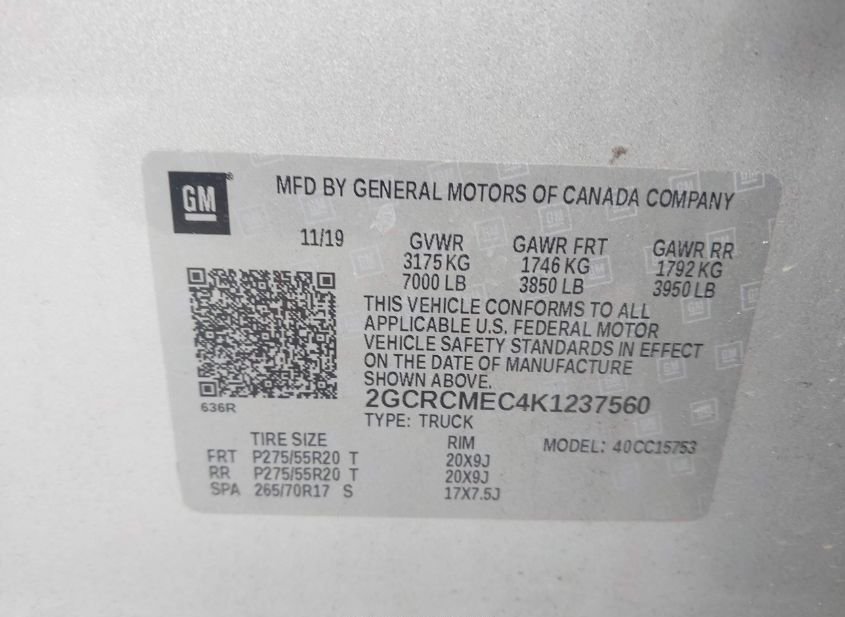 GM
MFD BY GENERAL MOTORS OF CANADA COMPANY
11/19 GVWR GAWR FRT GAWR RR
3175 KG 1746 KG 1792 KG
7000 LB 3850 LB 3950 LB
THIS VEHICLE CONFORMS TO ALL
APPLICABLE U.S. FEDERAL MOTOR
VEHICLE SAFETY STANDARDS IN EFFECT
ON THE DATE OF MANUFACTURE
SHOWN ABOVE.
2GCRCMEC4K1237560
636R
TYPE: TRUCK
TIRE SIZE RIM MODEL: 40CC15753
FRT P275/55R20 T 20X9J
RR P275/55R20 T 20X9J
SPA 265/70R17 S 17X7.5J